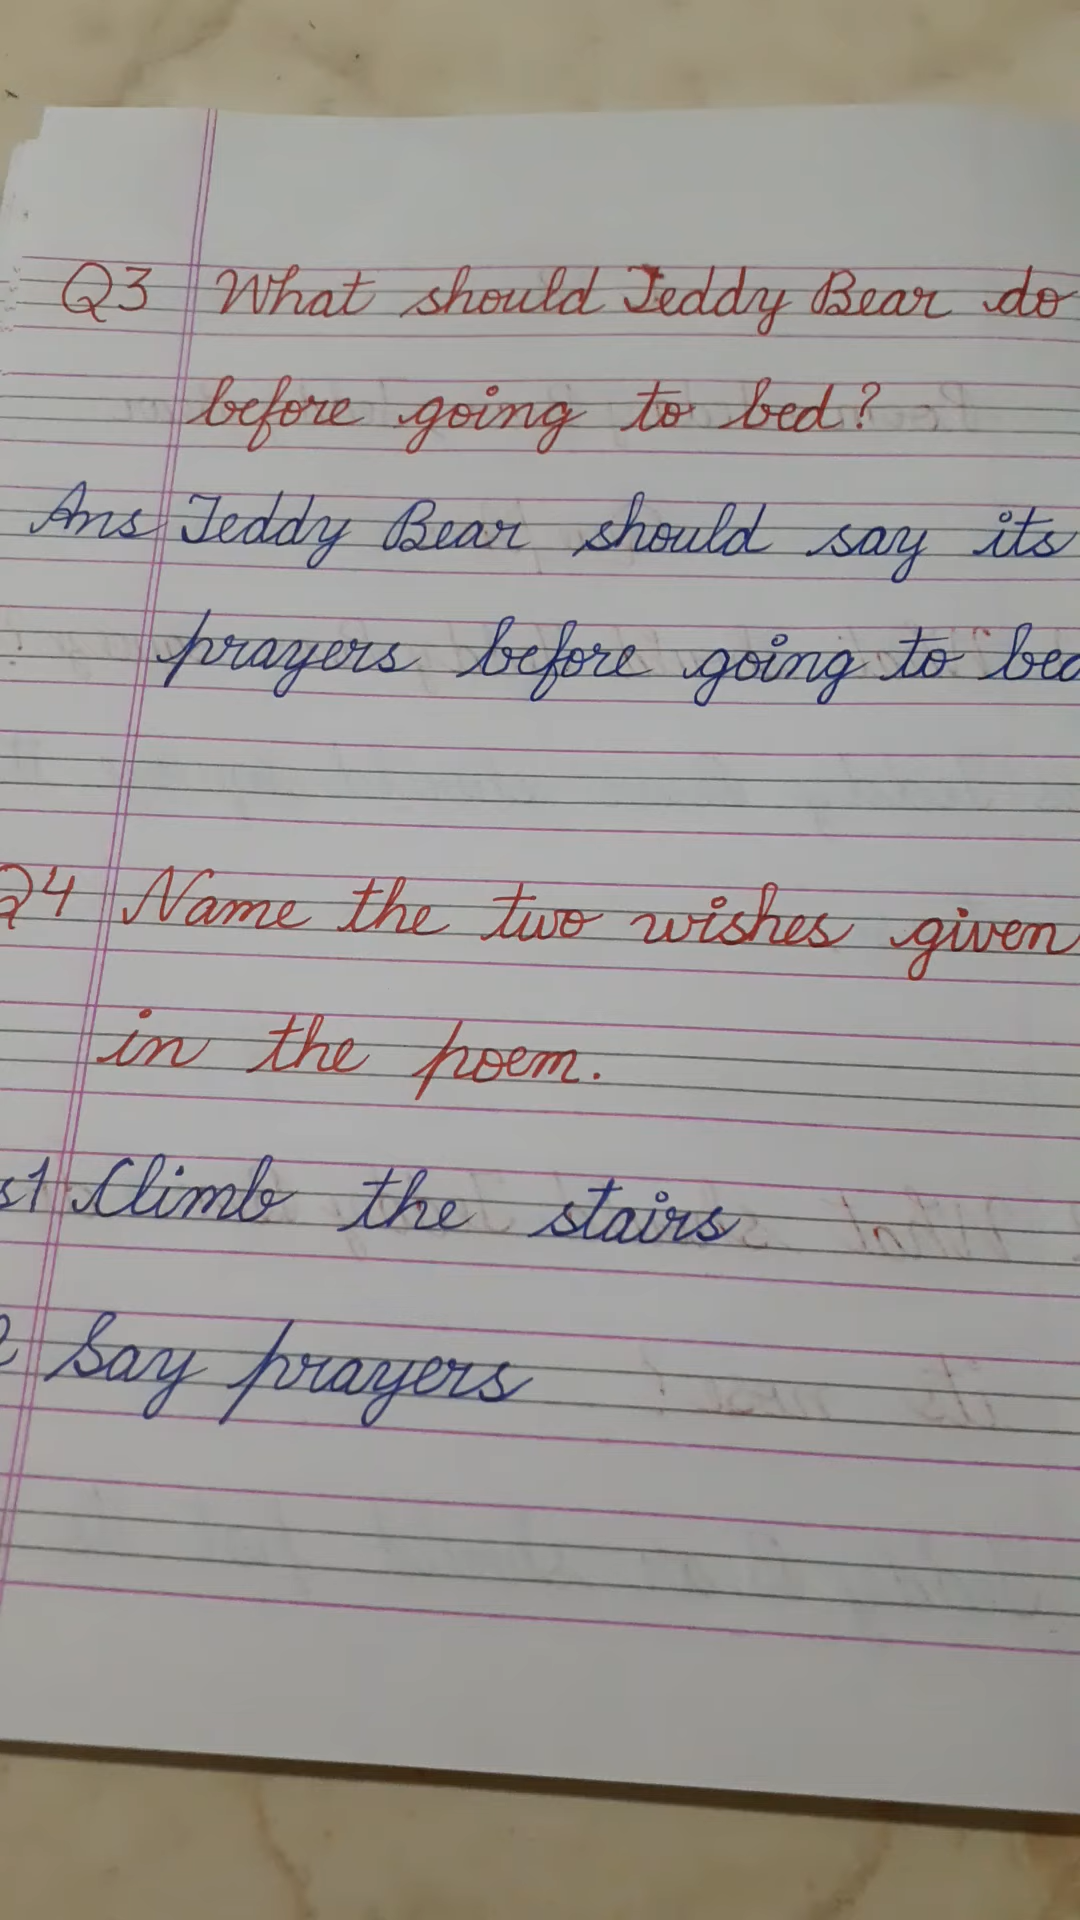 Q3 What should Teddy Bear do
before going to bed?
Ans Teddy Bear should say its
prayers before going to bed
Q4 Name the two wishes given
in the poem.
s1 Climb the stairs
2 Say prayers